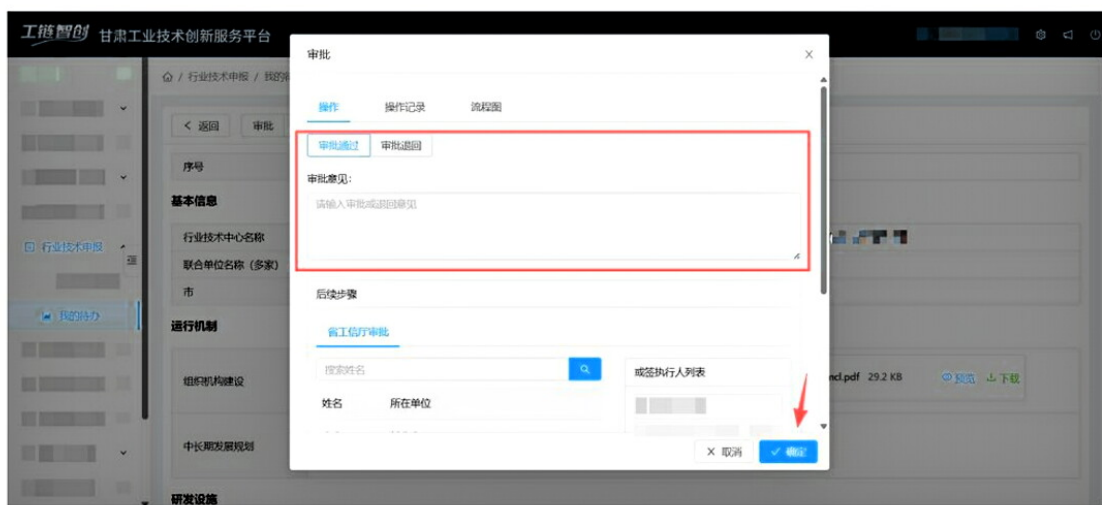 工链智创 甘肃工业技术创新服务平台
审批
行业技术申报 / 我的待
操作 操作记录 流程图
返回 审批
审批通过 审批退回
序号
审批意见：
基本信息
请输入审批或退回意见
行业技术中心名称
行业技术申报
联合单位名称（多家）
市
后续步骤
我的待办
运行机制
省工信厅审批
搜索姓名
或签执行人列表
组织机构建设
ncl.pdf 29.2 KB 预览 下载
姓名 所在单位
中长期发展规划
取消 确定
研发设施